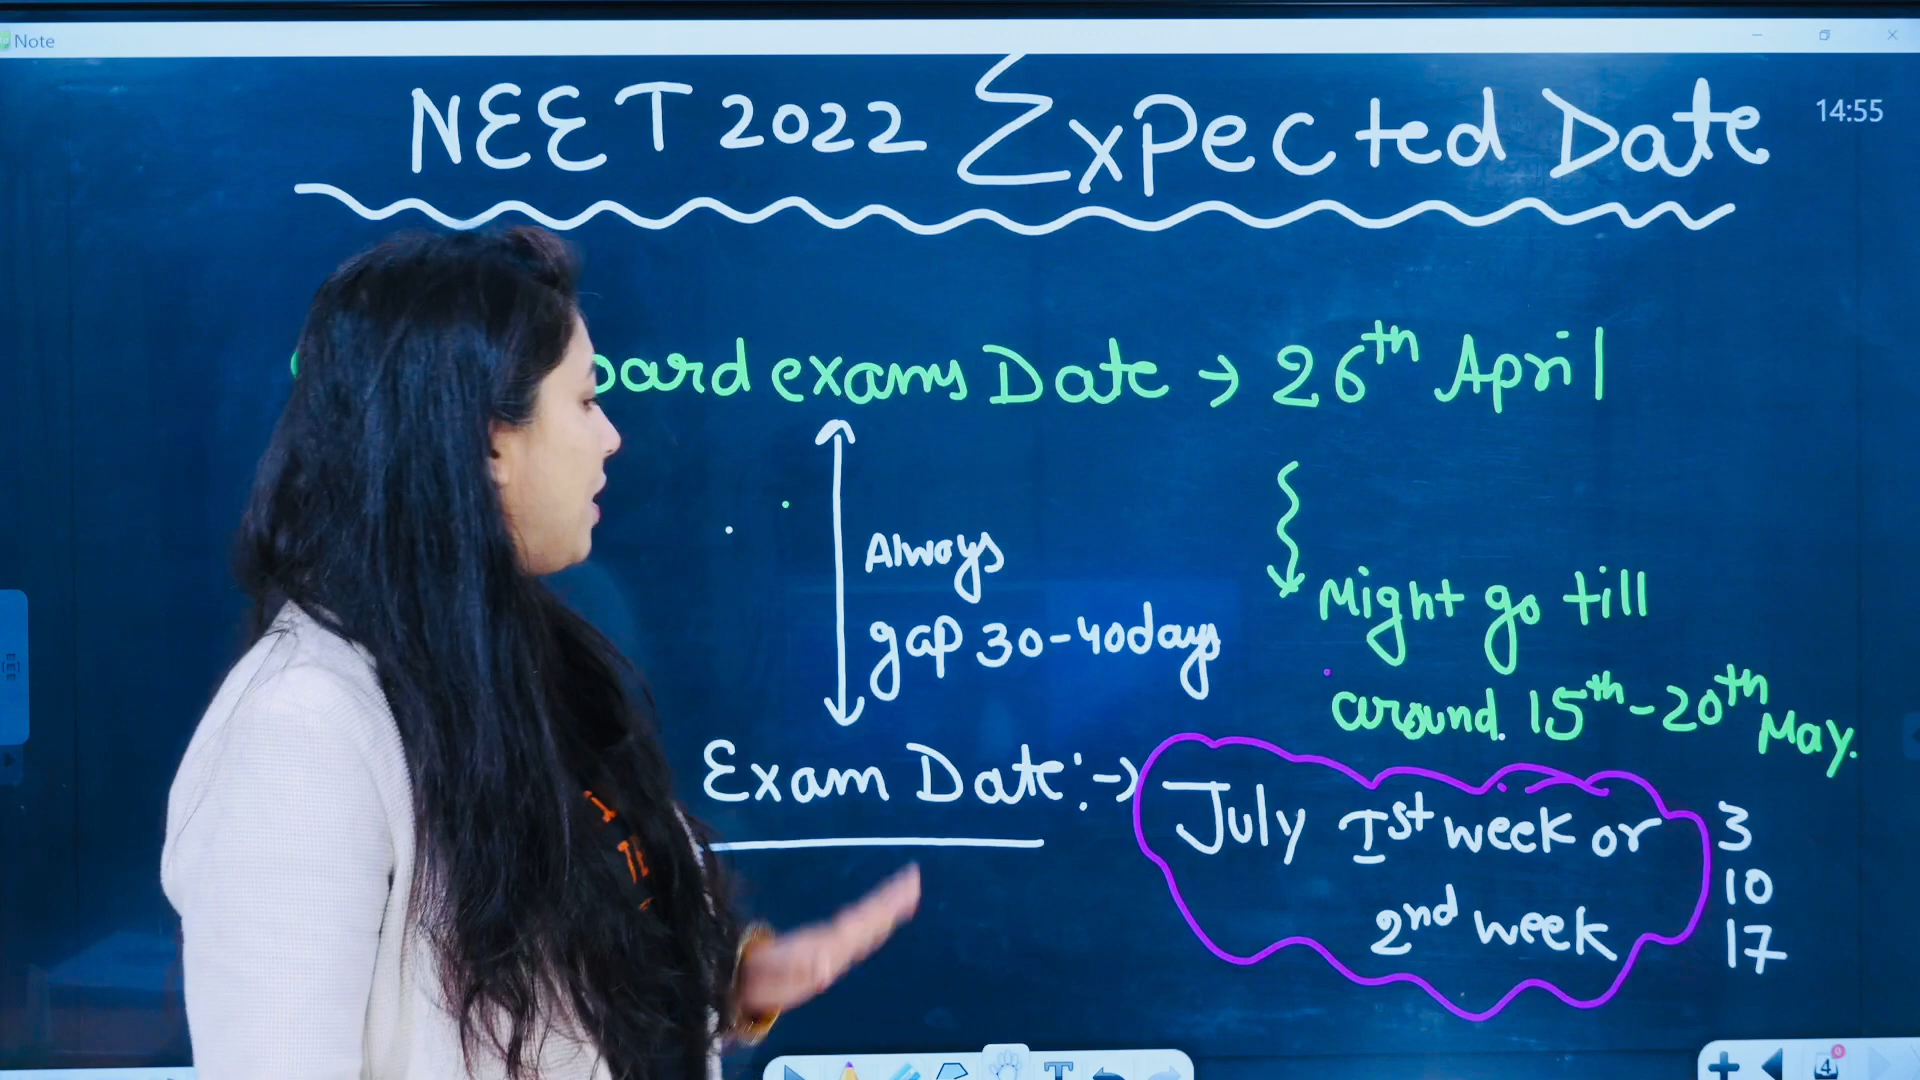 Note
14:55
NEET 2022 Expected Date
oard exams Date → 26th April
Always
gap 30-40days
Might go till
around 15th-20th May.
Exam Date:→ July Ist week or
2nd week
3
10
17
4